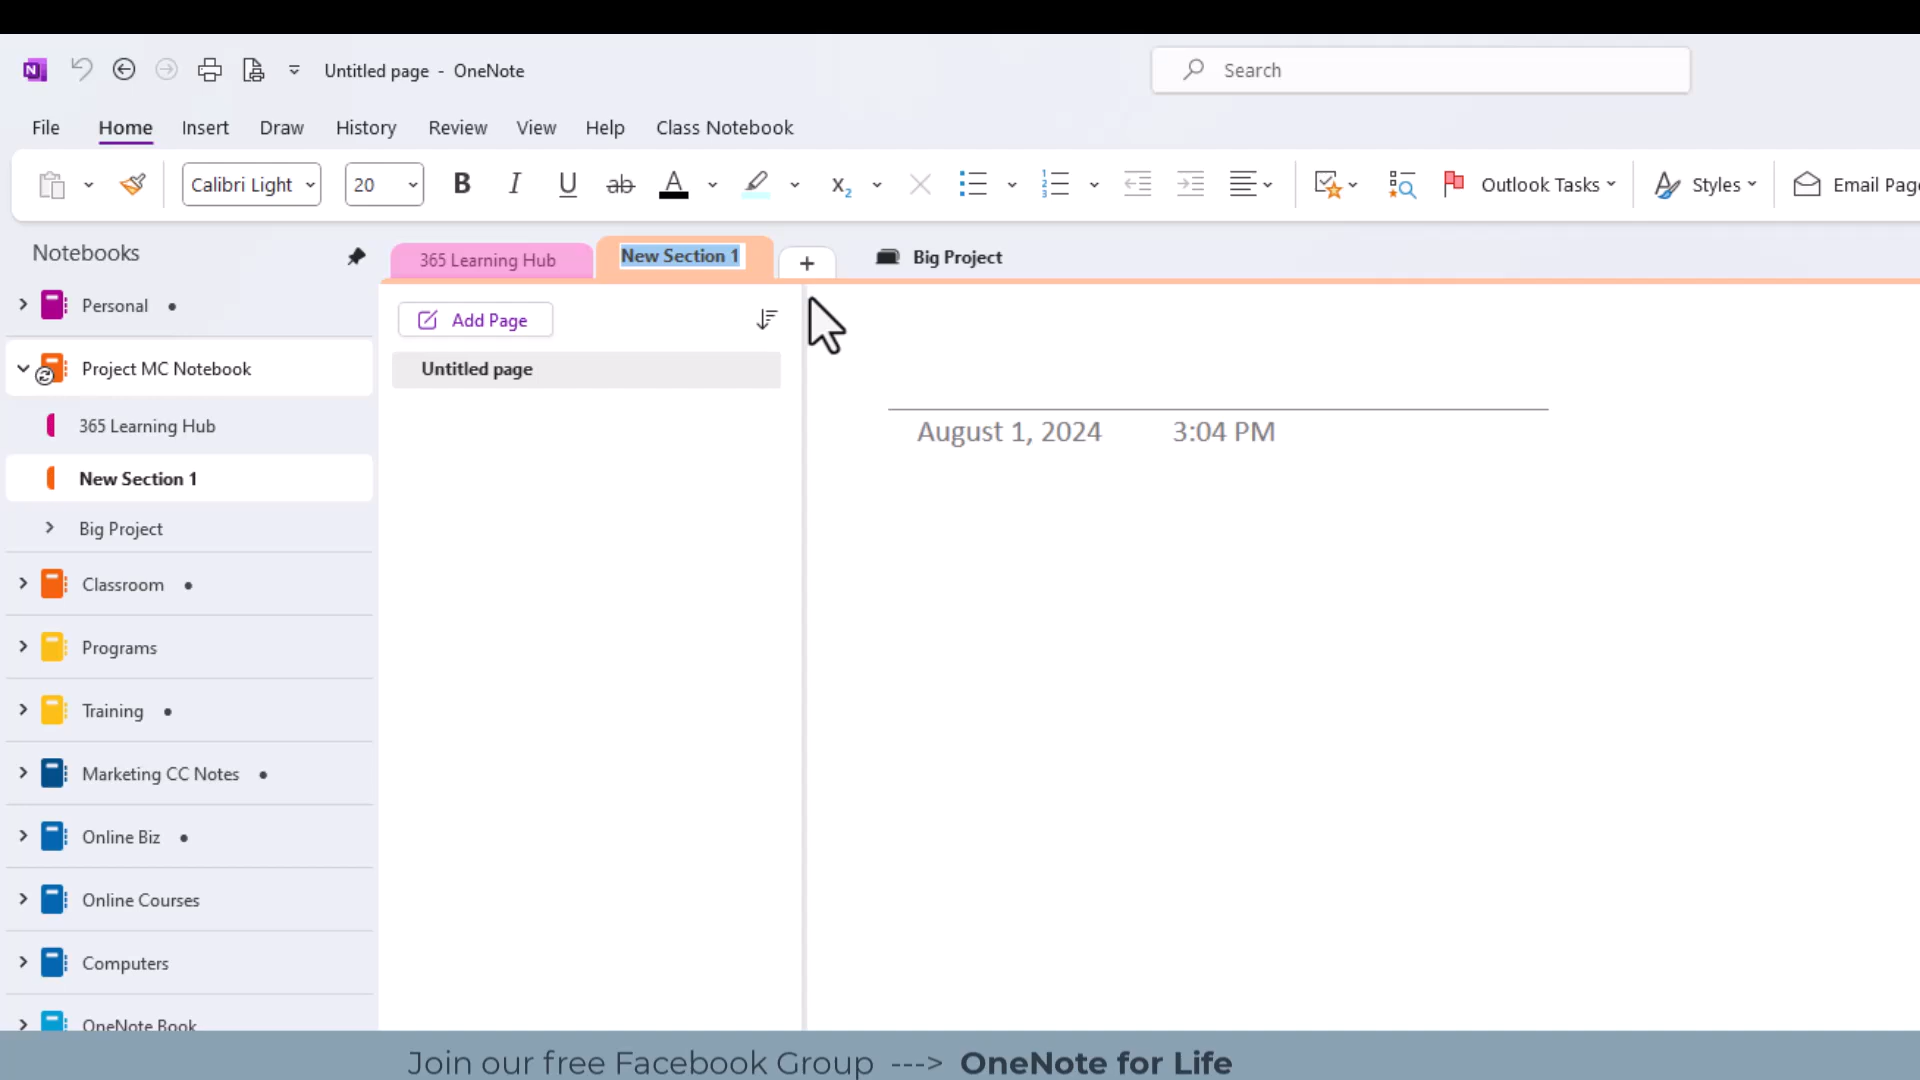 Untitled page - OneNote
Search
File Home Insert Draw History Review View Help Class Notebook
Calibri Light 20 B I U ab A X2 Outlook Tasks Styles Email Page
Notebooks
365 Learning Hub New Section 1 + Big Project
Personal
Add Page
Project MC Notebook
Untitled page
365 Learning Hub
August 1, 2024 3:04 PM
New Section 1
Big Project
Classroom
Programs
Training
Marketing CC Notes
Online Biz
Online Courses
Computers
OneNote Book
Join our free Facebook Group ---> OneNote for Life